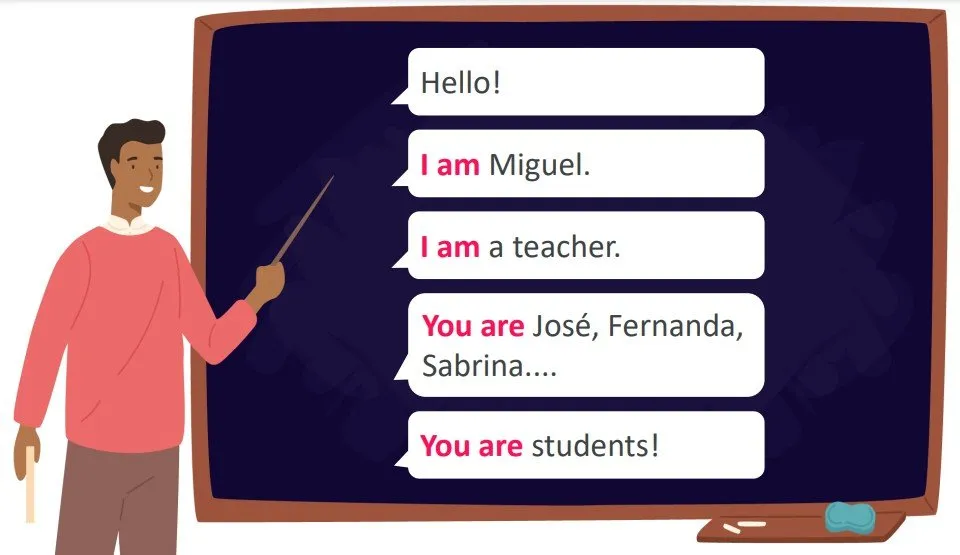 Hello!
I am Miguel.
I am a teacher.
You are José, Fernanda,
Sabrina....
You are students!